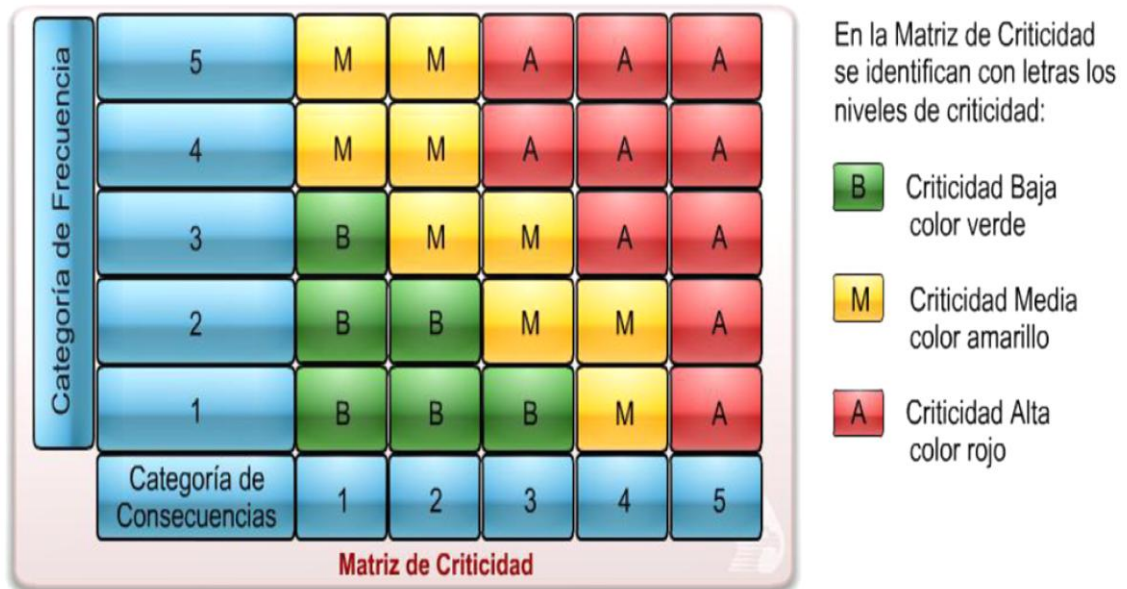 Categoría de Frecuencia
5 M M A A A
4 M M A A A
3 B M M A A
2 B B M M A
1 B B B M A
Categoría de
Consecuencias
1 2 3 4 5
Matriz de Criticidad
En la Matriz de Criticidad
se identifican con letras los
niveles de criticidad:
B Criticidad Baja
color verde
M Criticidad Media
color amarillo
A Criticidad Alta
color rojo